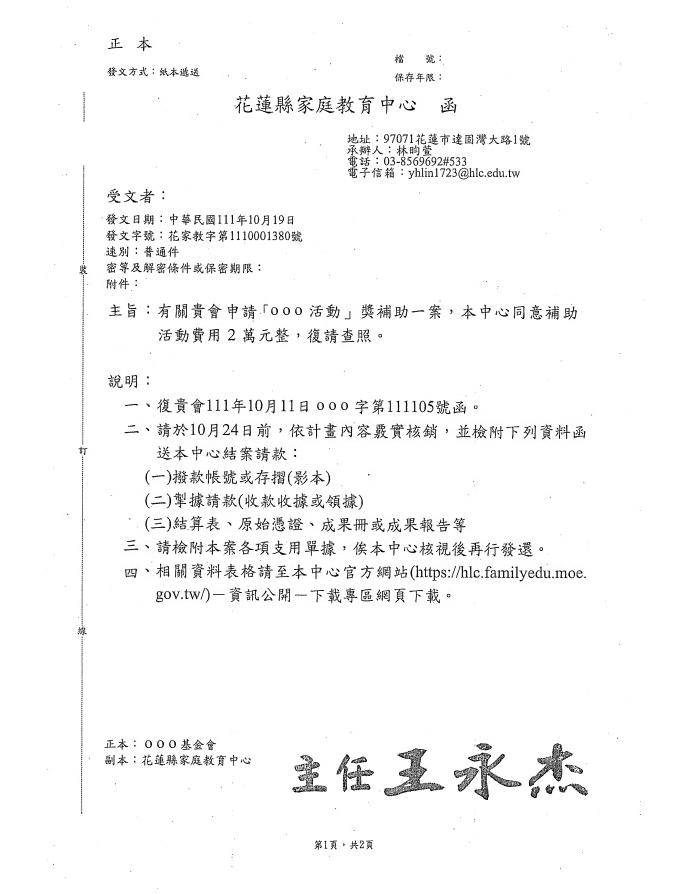 正 本
檔　　號：
發文方式：紙本遞送
保存年限：
花蓮縣家庭教育中心　函
地址：97071花蓮市達固灣大路1號
承辦人：林昫萱
電話：03-8569692#533
電子信箱：yhlin1723@hlc.edu.tw
受文者：
發文日期：中華民國111年10月19日
發文字號：花家教字第1110001380號
速別：普通件
密等及解密條件或保密期限：
附件：
主旨：有關貴會申請「ooo 活動」獎補助一案，本中心同意補助
活動費用 2 萬元整，復請查照。
說明：
一、復貴會111年10月11日 ooo 字第111105號函。
二、請於10月24日前，依計畫內容覈實核銷，並檢附下列資料函
送本中心結案請款：
(一)撥款帳號或存摺(影本)
(二)掣據請款(收款收據或領據)
(三)結算表、原始憑證、成果冊或成果報告等
三、請檢附本案各項支用單據，俟本中心核視後再行發還。
四、相關資料表格請至本中心官方網站(https://hlc.familyedu.moe.
gov.tw/)－資訊公開－下載專區網頁下載。
裝
訂
線
正本：OOO基金會
副本：花蓮縣家庭教育中心
主任王永杰
第1頁，共2頁